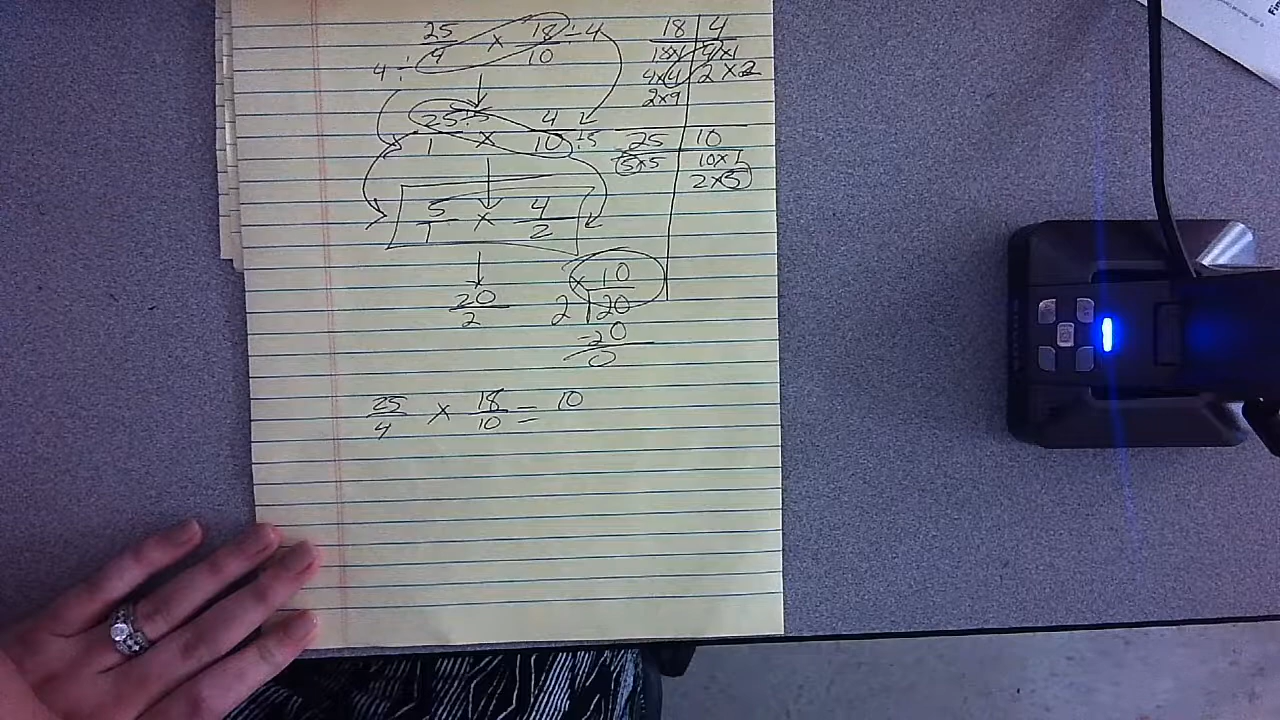 25/4 × 18/10 ÷ 4
4 ÷
25 ÷ 5/1 × 4/10 ÷ 5
5/1 × 4/2
20/2
10
2 20
-20
0
25/4 × 18/10 = 10
18 | 4
18×1 | 4×1
4×4 | 2×2
2×9
25 | 10
5×5 | 10×1
2×5